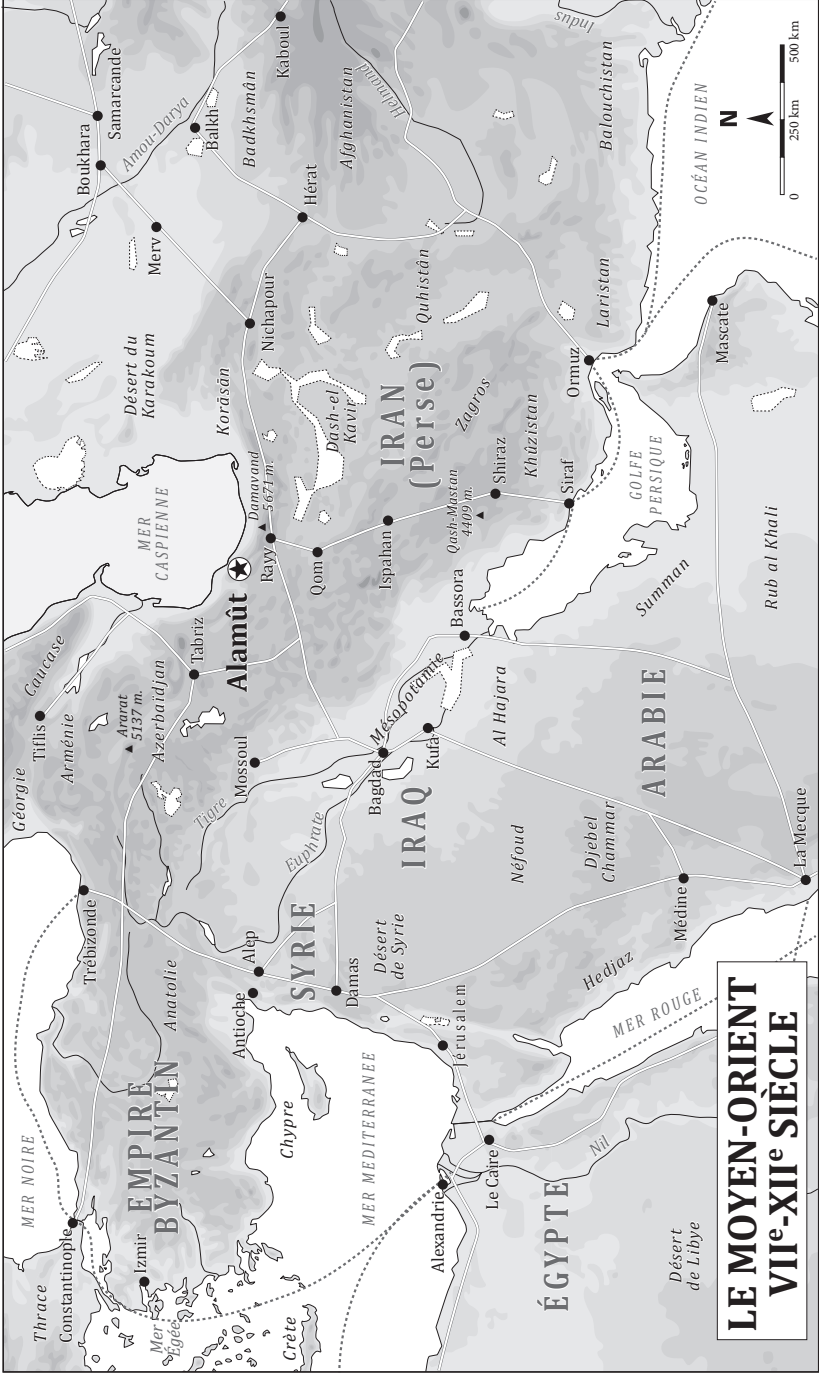 LE MOYEN-ORIENT
VIIe-XIIe SIÈCLE
Thrace
Constantinople
MER NOIRE
Izmir
Mer
Égée
Crète
EMPIRE
BYZANTIN
Anatolie
Trébizonde
Géorgie
Tiflis
Caucase
Arménie
Ararat
5137 m.
Azerbaïdjan
Tabriz
MER
CASPIENNE
Alamût
Désert du
Karakoum
Merv
Boukhara
Samarcande
Amou-Darya
Balkh
Badkhsmân
Kaboul
Afghanistan
Helmand
Indus
Hérat
Nichapour
Korāsān
Damavand
5671 m.
Rayy
Qom
Dash-el
Kavir
Quhistân
IRAN
(Perse)
Ispahan
Zagros
Qash-Mastan
4409 m.
Shiraz
Khûzistan
Siraf
Ormuz
Laristan
Balouchistan
OCÉAN INDIEN
N
0
250 km
500 km
Mascate
GOLFE
PERSIQUE
Summan
Rub al Khali
Bassora
Mésopotamie
Al Hajara
Mossoul
Tigre
Euphrate
Bagdad
Kufa
IRAQ
ARABIE
Néfoud
Djebel
Chammar
Médine
La Mecque
Hedjaz
MER ROUGE
Antioche
Alep
SYRIE
Damas
Désert
de Syrie
Jérusalem
Chypre
MER MEDITERRANEE
Alexandrie
Le Caire
Nil
ÉGYPTE
Désert
de Libye